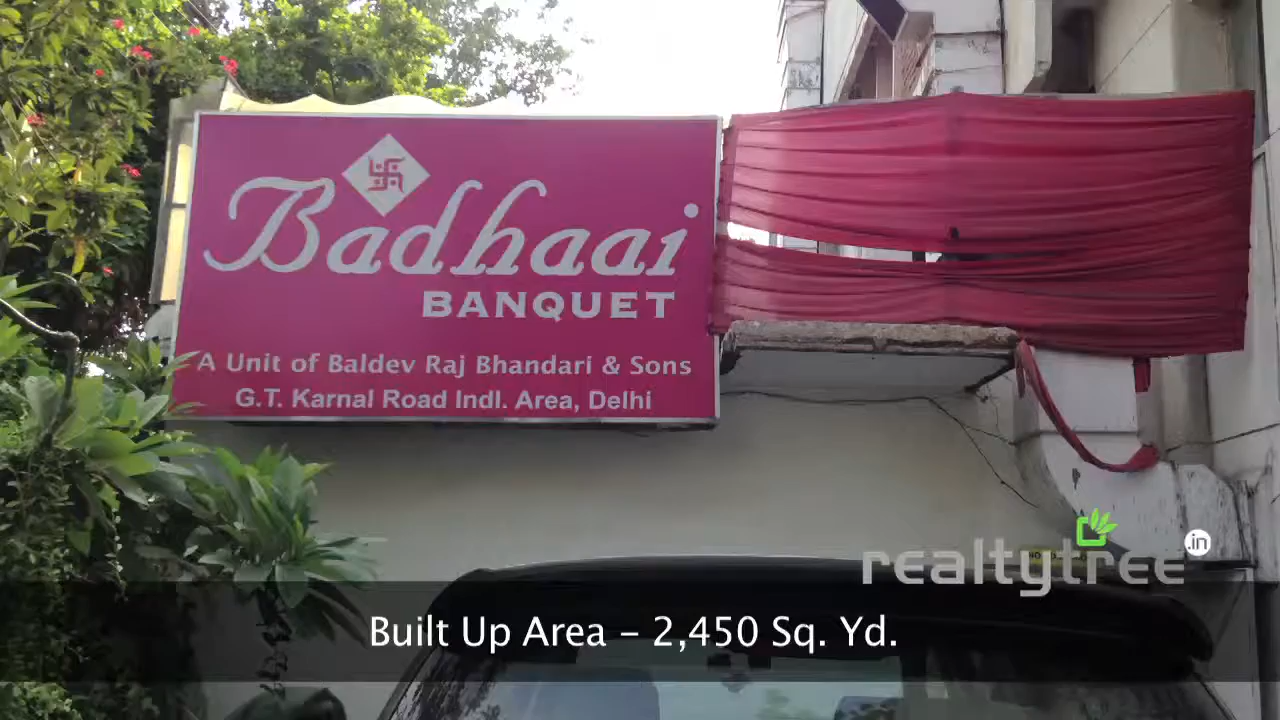 Badhaai
BANQUET
A Unit of Baldev Raj Bhandari & Sons
G.T. Karnal Road Indl. Area, Delhi
realtytree.in
Built Up Area – 2,450 Sq. Yd.